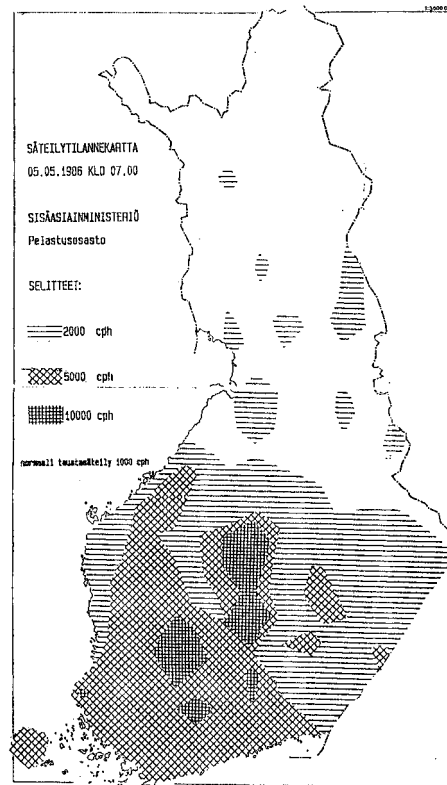 SÄTEILYTILANNEKARTTA
05.05.1986 KLO 07.00
SISÄASIAINMINISTERIÖ
Pelastusosasto
SELITTEET:
2000 cph
5000 cph
10000 cph
normaali taustasäteily 1000 cph